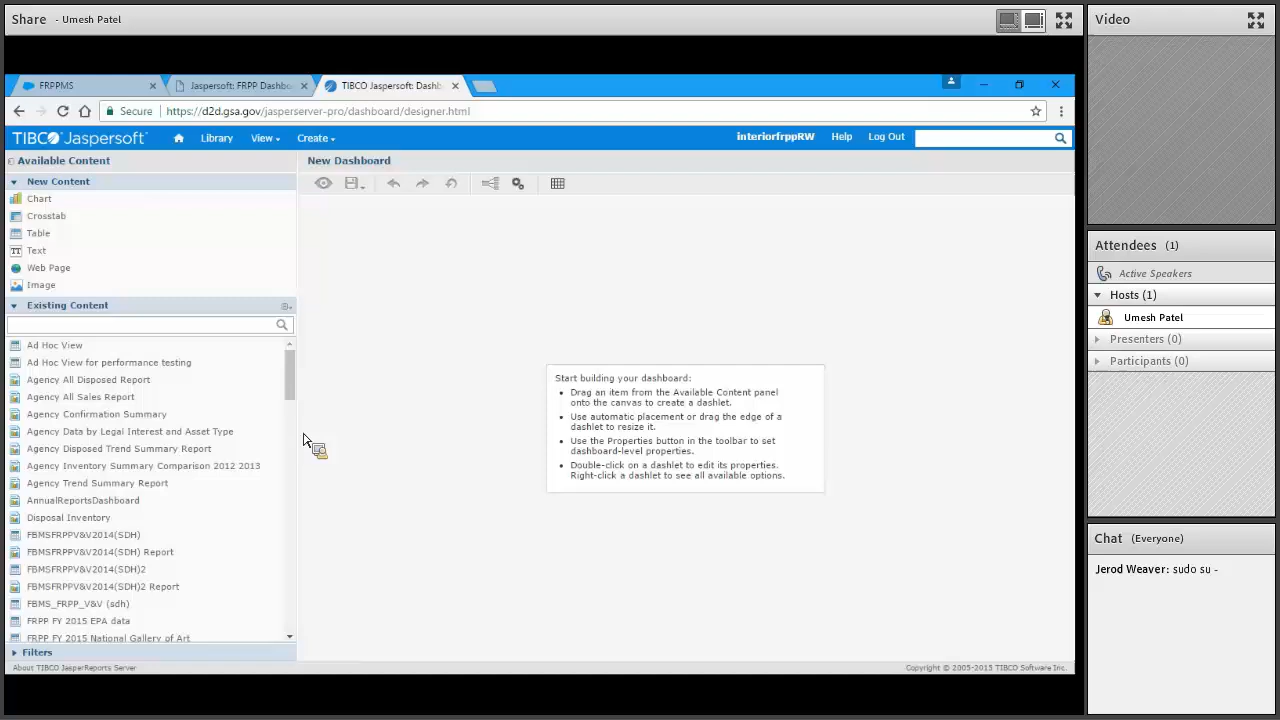 Share - Umesh Patel
FRPPMS
Jaspersoft: FRPP Dashbo
TIBCO Jaspersoft: Dashb
Secure
https://d2d.gsa.gov/jasperserver-pro/dashboard/designer.html
TIBCO Jaspersoft
Library
View
Create
interiorfrppRW
Help
Log Out
Available Content
New Content
Chart
Crosstab
Table
TT Text
Web Page
Image
Existing Content
Ad Hoc View
Ad Hoc View for performance testing
Agency All Disposed Report
Agency All Sales Report
Agency Confirmation Summary
Agency Data by Legal Interest and Asset Type
Agency Disposed Trend Summary Report
Agency Inventory Summary Comparison 2012 2013
Agency Trend Summary Report
AnnualReportsDashboard
Disposal Inventory
FBMSFRPPV&V2014(SDH)
FBMSFRPPV&V2014(SDH) Report
FBMSFRPPV&V2014(SDH)2
FBMSFRPPV&V2014(SDH)2 Report
FBMS_FRPP_V&V (sdh)
FRPP FY 2015 EPA data
FRPP FY 2015 National Gallery of Art
Filters
About TIBCO JasperReports Server
New Dashboard
Start building your dashboard:
• Drag an item from the Available Content panel
onto the canvas to create a dashlet.
• Use automatic placement or drag the edge of a
dashlet to resize it.
• Use the Properties button in the toolbar to set
dashboard-level properties.
• Double-click on a dashlet to edit its properties.
Right-click a dashlet to see all available options.
Copyright © 2005-2015 TIBCO Software Inc.
Video
Attendees (1)
Active Speakers
Hosts (1)
Umesh Patel
Presenters (0)
Participants (0)
Chat (Everyone)
Jerod Weaver: sudo su -